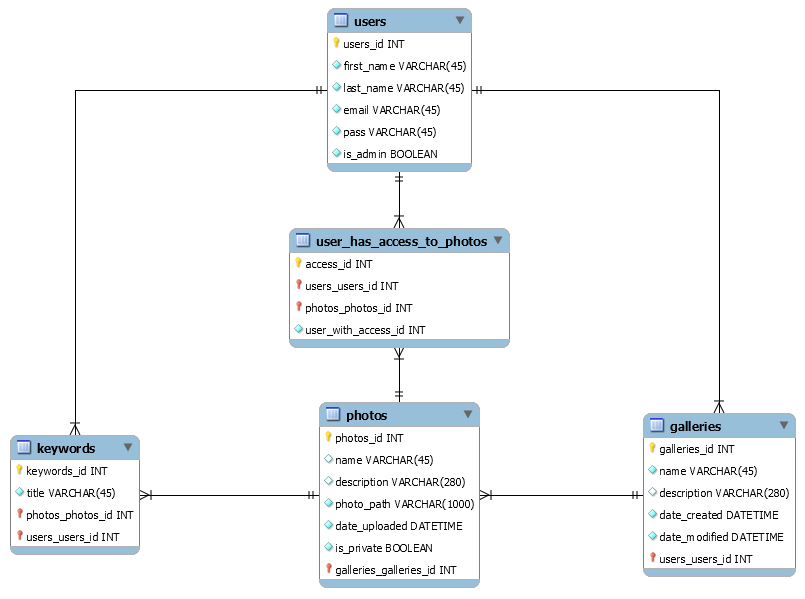 users
users_id INT
first_name VARCHAR(45)
last_name VARCHAR(45)
email VARCHAR(45)
pass VARCHAR(45)
is_admin BOOLEAN
user_has_access_to_photos
access_id INT
users_users_id INT
photos_photos_id INT
user_with_access_id INT
keywords
keywords_id INT
title VARCHAR(45)
photos_photos_id INT
users_users_id INT
photos
photos_id INT
name VARCHAR(45)
description VARCHAR(280)
photo_path VARCHAR(1000)
date_uploaded DATETIME
is_private BOOLEAN
galleries_galleries_id INT
galleries
galleries_id INT
name VARCHAR(45)
description VARCHAR(280)
date_created DATETIME
date_modified DATETIME
users_users_id INT